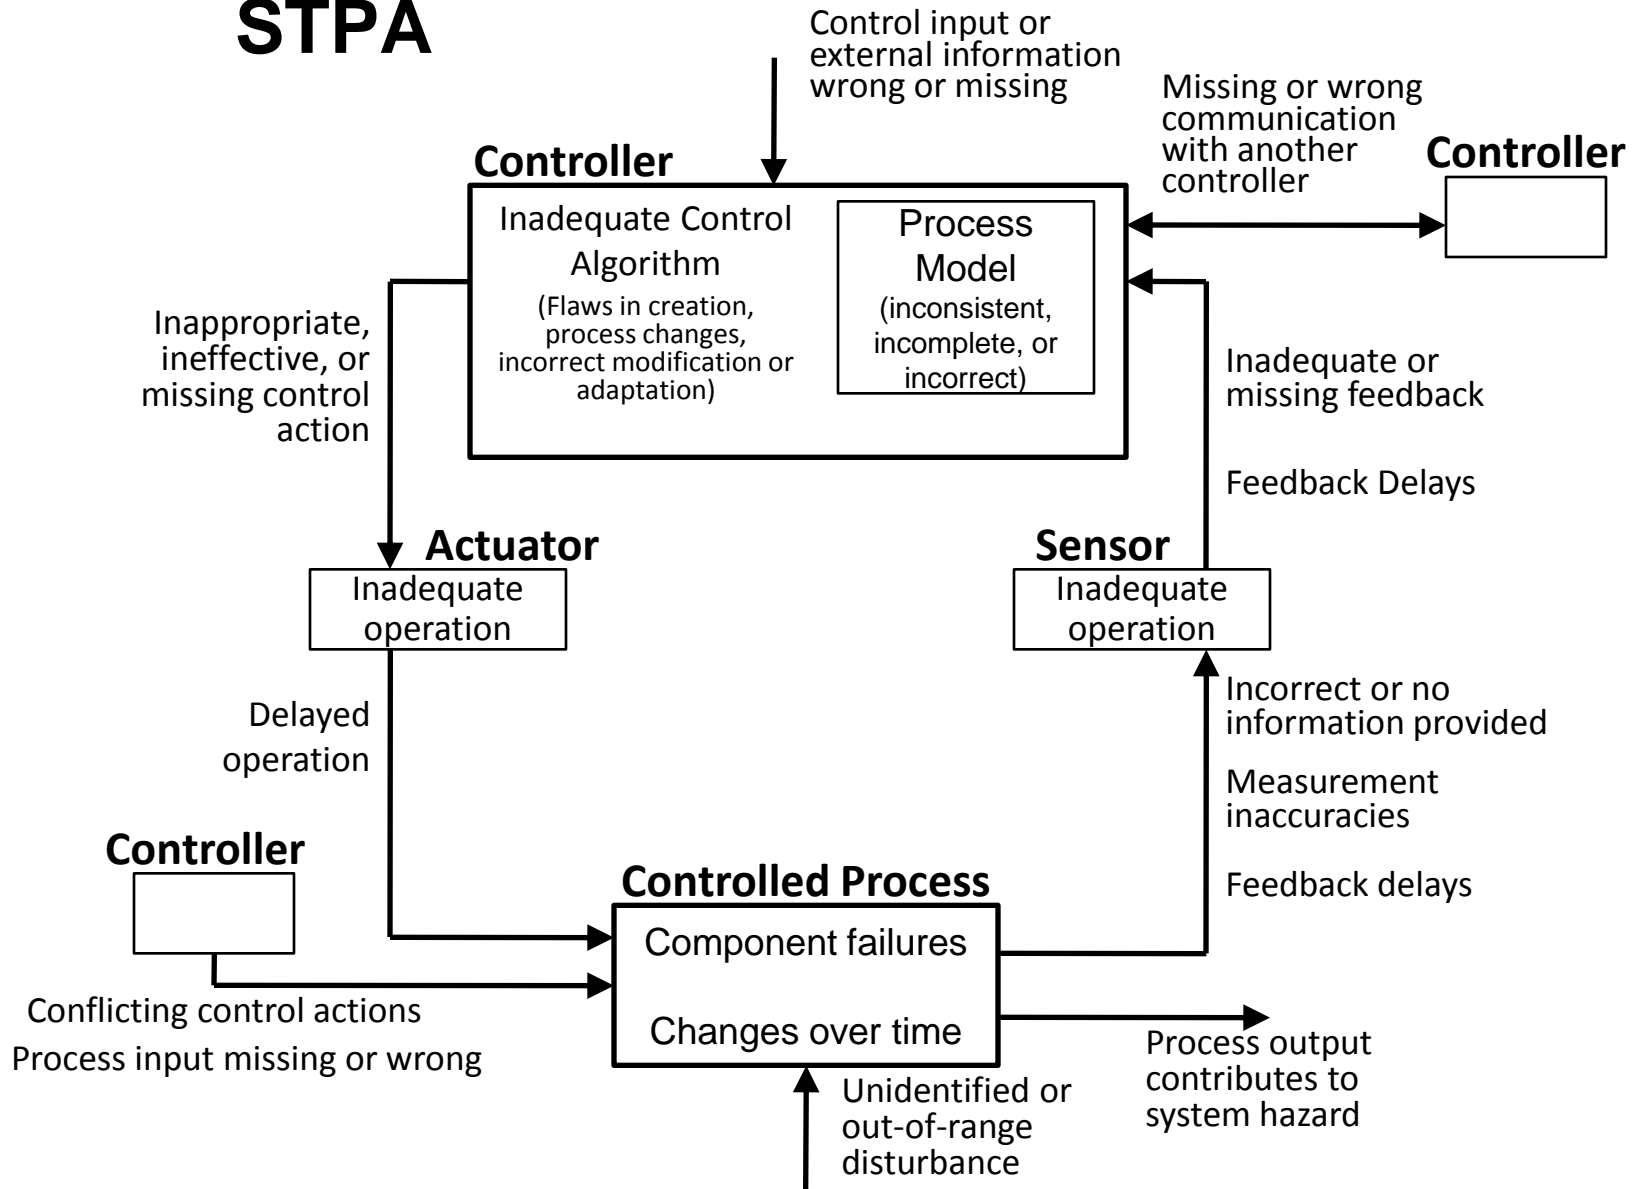 STPA
Control input or
external information
wrong or missing
Missing or wrong
communication
with another
controller
Controller
Controller
Inadequate Control
Algorithm
(Flaws in creation,
process changes,
incorrect modification or
adaptation)
Process
Model
(inconsistent,
incomplete, or
incorrect)
Inappropriate,
ineffective, or
missing control
action
Inadequate or
missing feedback
Feedback Delays
Actuator
Inadequate
operation
Sensor
Inadequate
operation
Delayed
operation
Incorrect or no
information provided
Measurement
inaccuracies
Feedback delays
Controller
Controlled Process
Component failures
Changes over time
Conflicting control actions
Process input missing or wrong
Process output
contributes to
system hazard
Unidentified or
out-of-range
disturbance